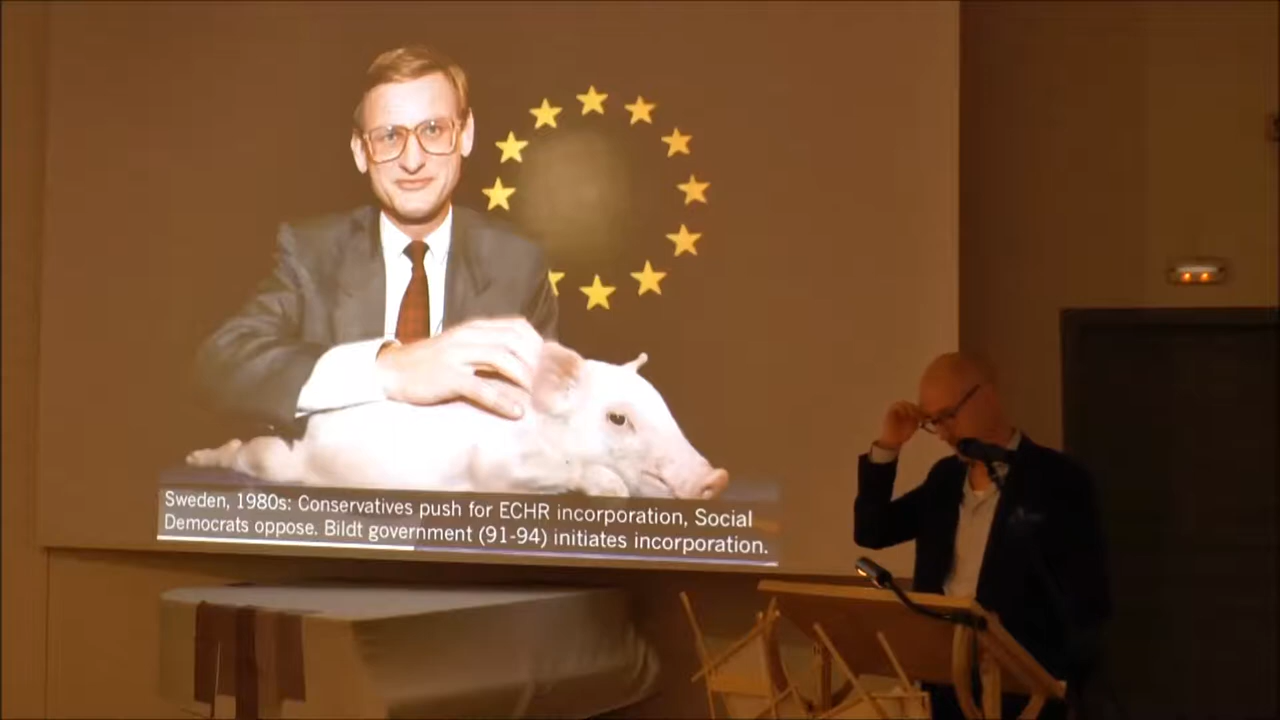 Sweden, 1980s: Conservatives push for ECHR incorporation, Social
Democrats oppose. Bildt government (91-94) initiates incorporation.